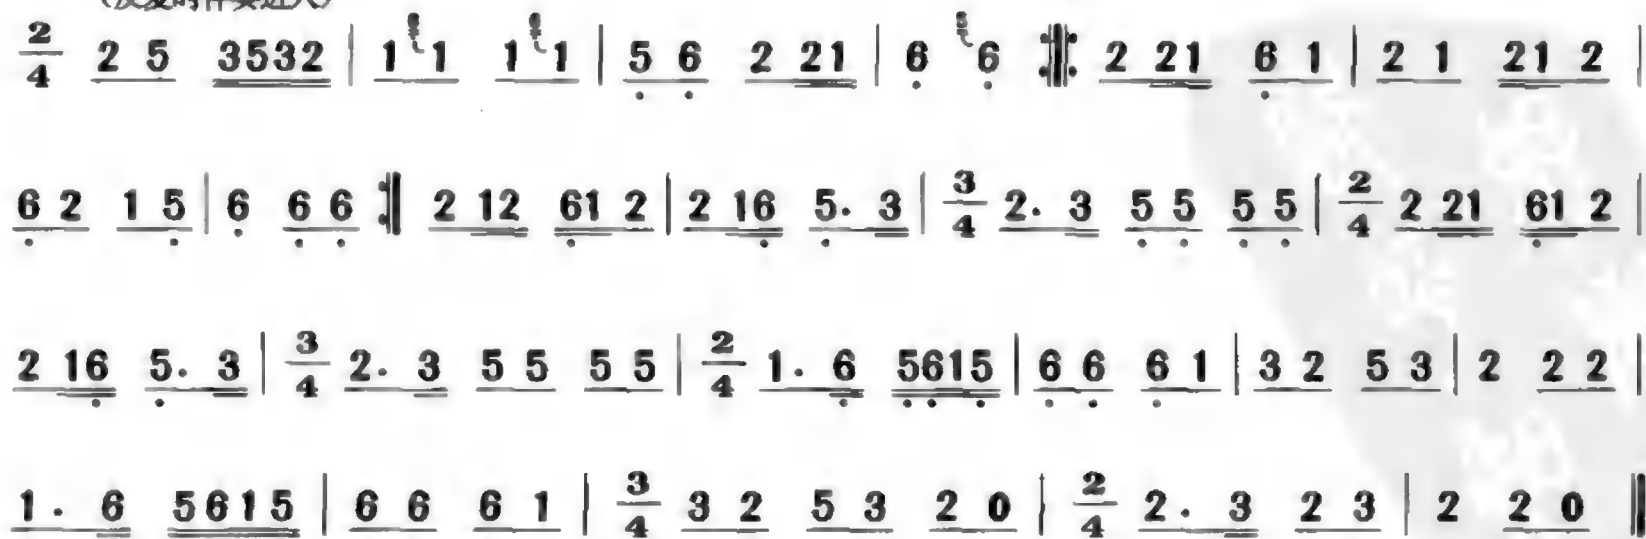 2/4 2 5 3532 | 1 1 1 1 | 5 6 2 21 | 6 6 :‖: 2 21 6 1 | 2 1 21 2 |
6 2 1 5 | 6 6 6 :‖ 2 12 61 2 | 2 16 5. 3 | 3/4 2. 3 5 5 5 5 | 2/4 2 21 61 2 |
2 16 5. 3 | 3/4 2. 3 5 5 5 5 | 2/4 1. 6 5615 | 6 6 6 1 | 3 2 5 3 | 2 2 2 |
1. 6 5615 | 6 6 6 1 | 3/4 3 2 5 3 2 0 | 2/4 2. 3 2 3 | 2 2 0 ‖